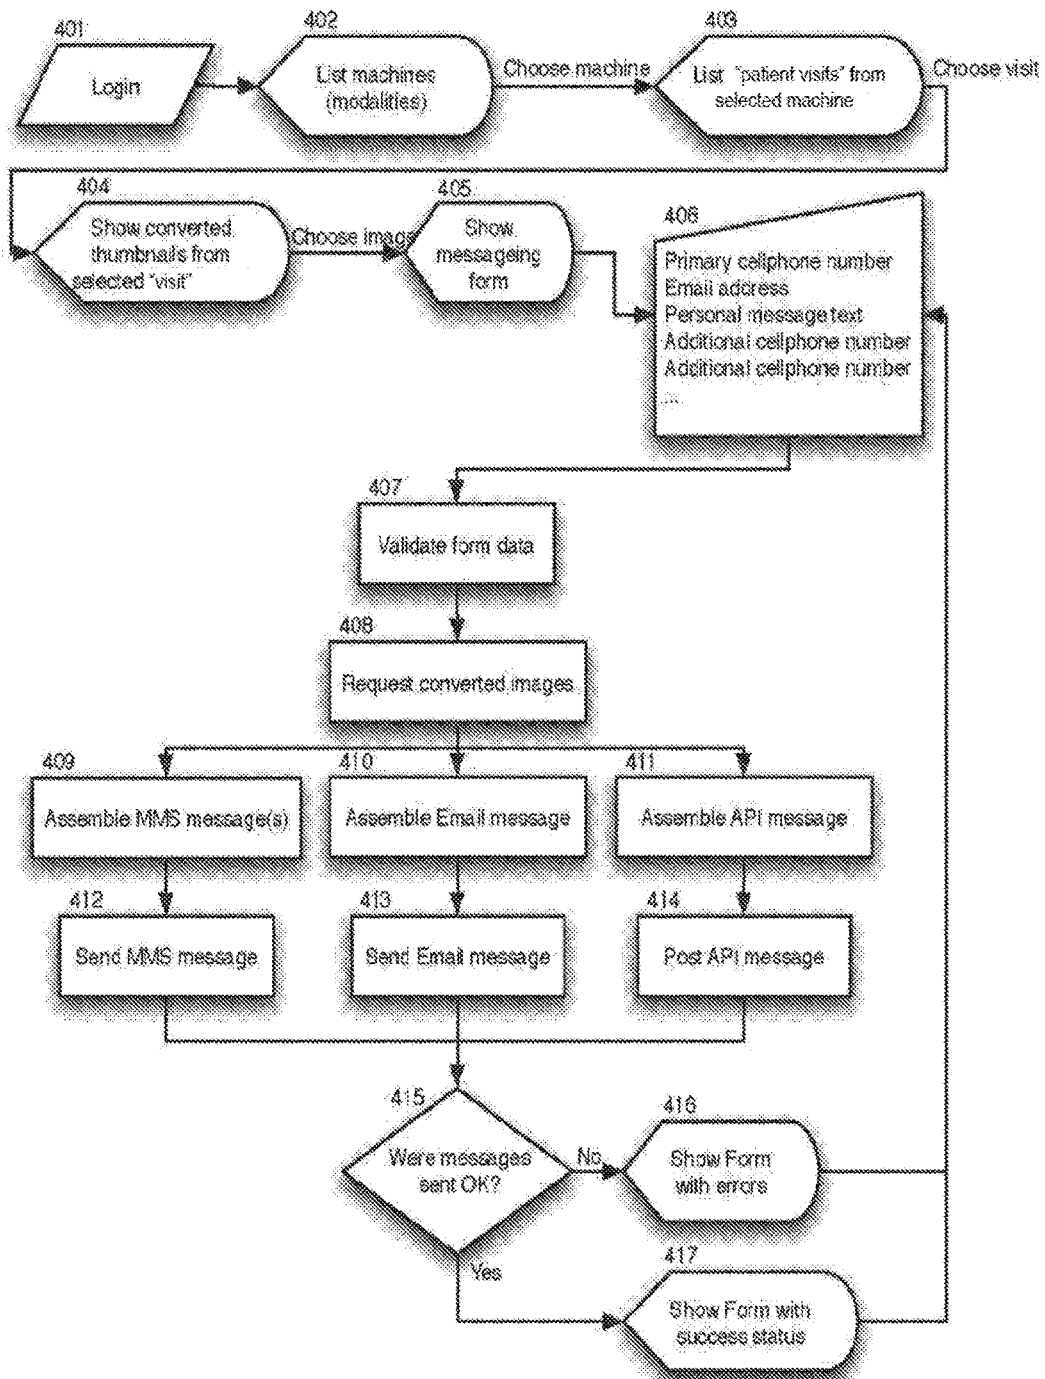 401
Login
402
List machines
(modalities)
Choose machine
403
List "patient visits" from
selected machine
Choose visit
404
Show converted
thumbnails from
selected "visit"
Choose image
405
Show
messageing
form
406
Primary cellphone number
Email address
Personal message text
Additional cellphone number
Additional cellphone number
...
407
Validate form data
408
Request converted images
409
Assemble MMS message(s)
410
Assemble Email message
411
Assemble API message
412
Send MMS message
413
Send Email message
414
Post API message
415
Were messages
sent OK?
No
416
Show Form
with errors
Yes
417
Show Form with
success status